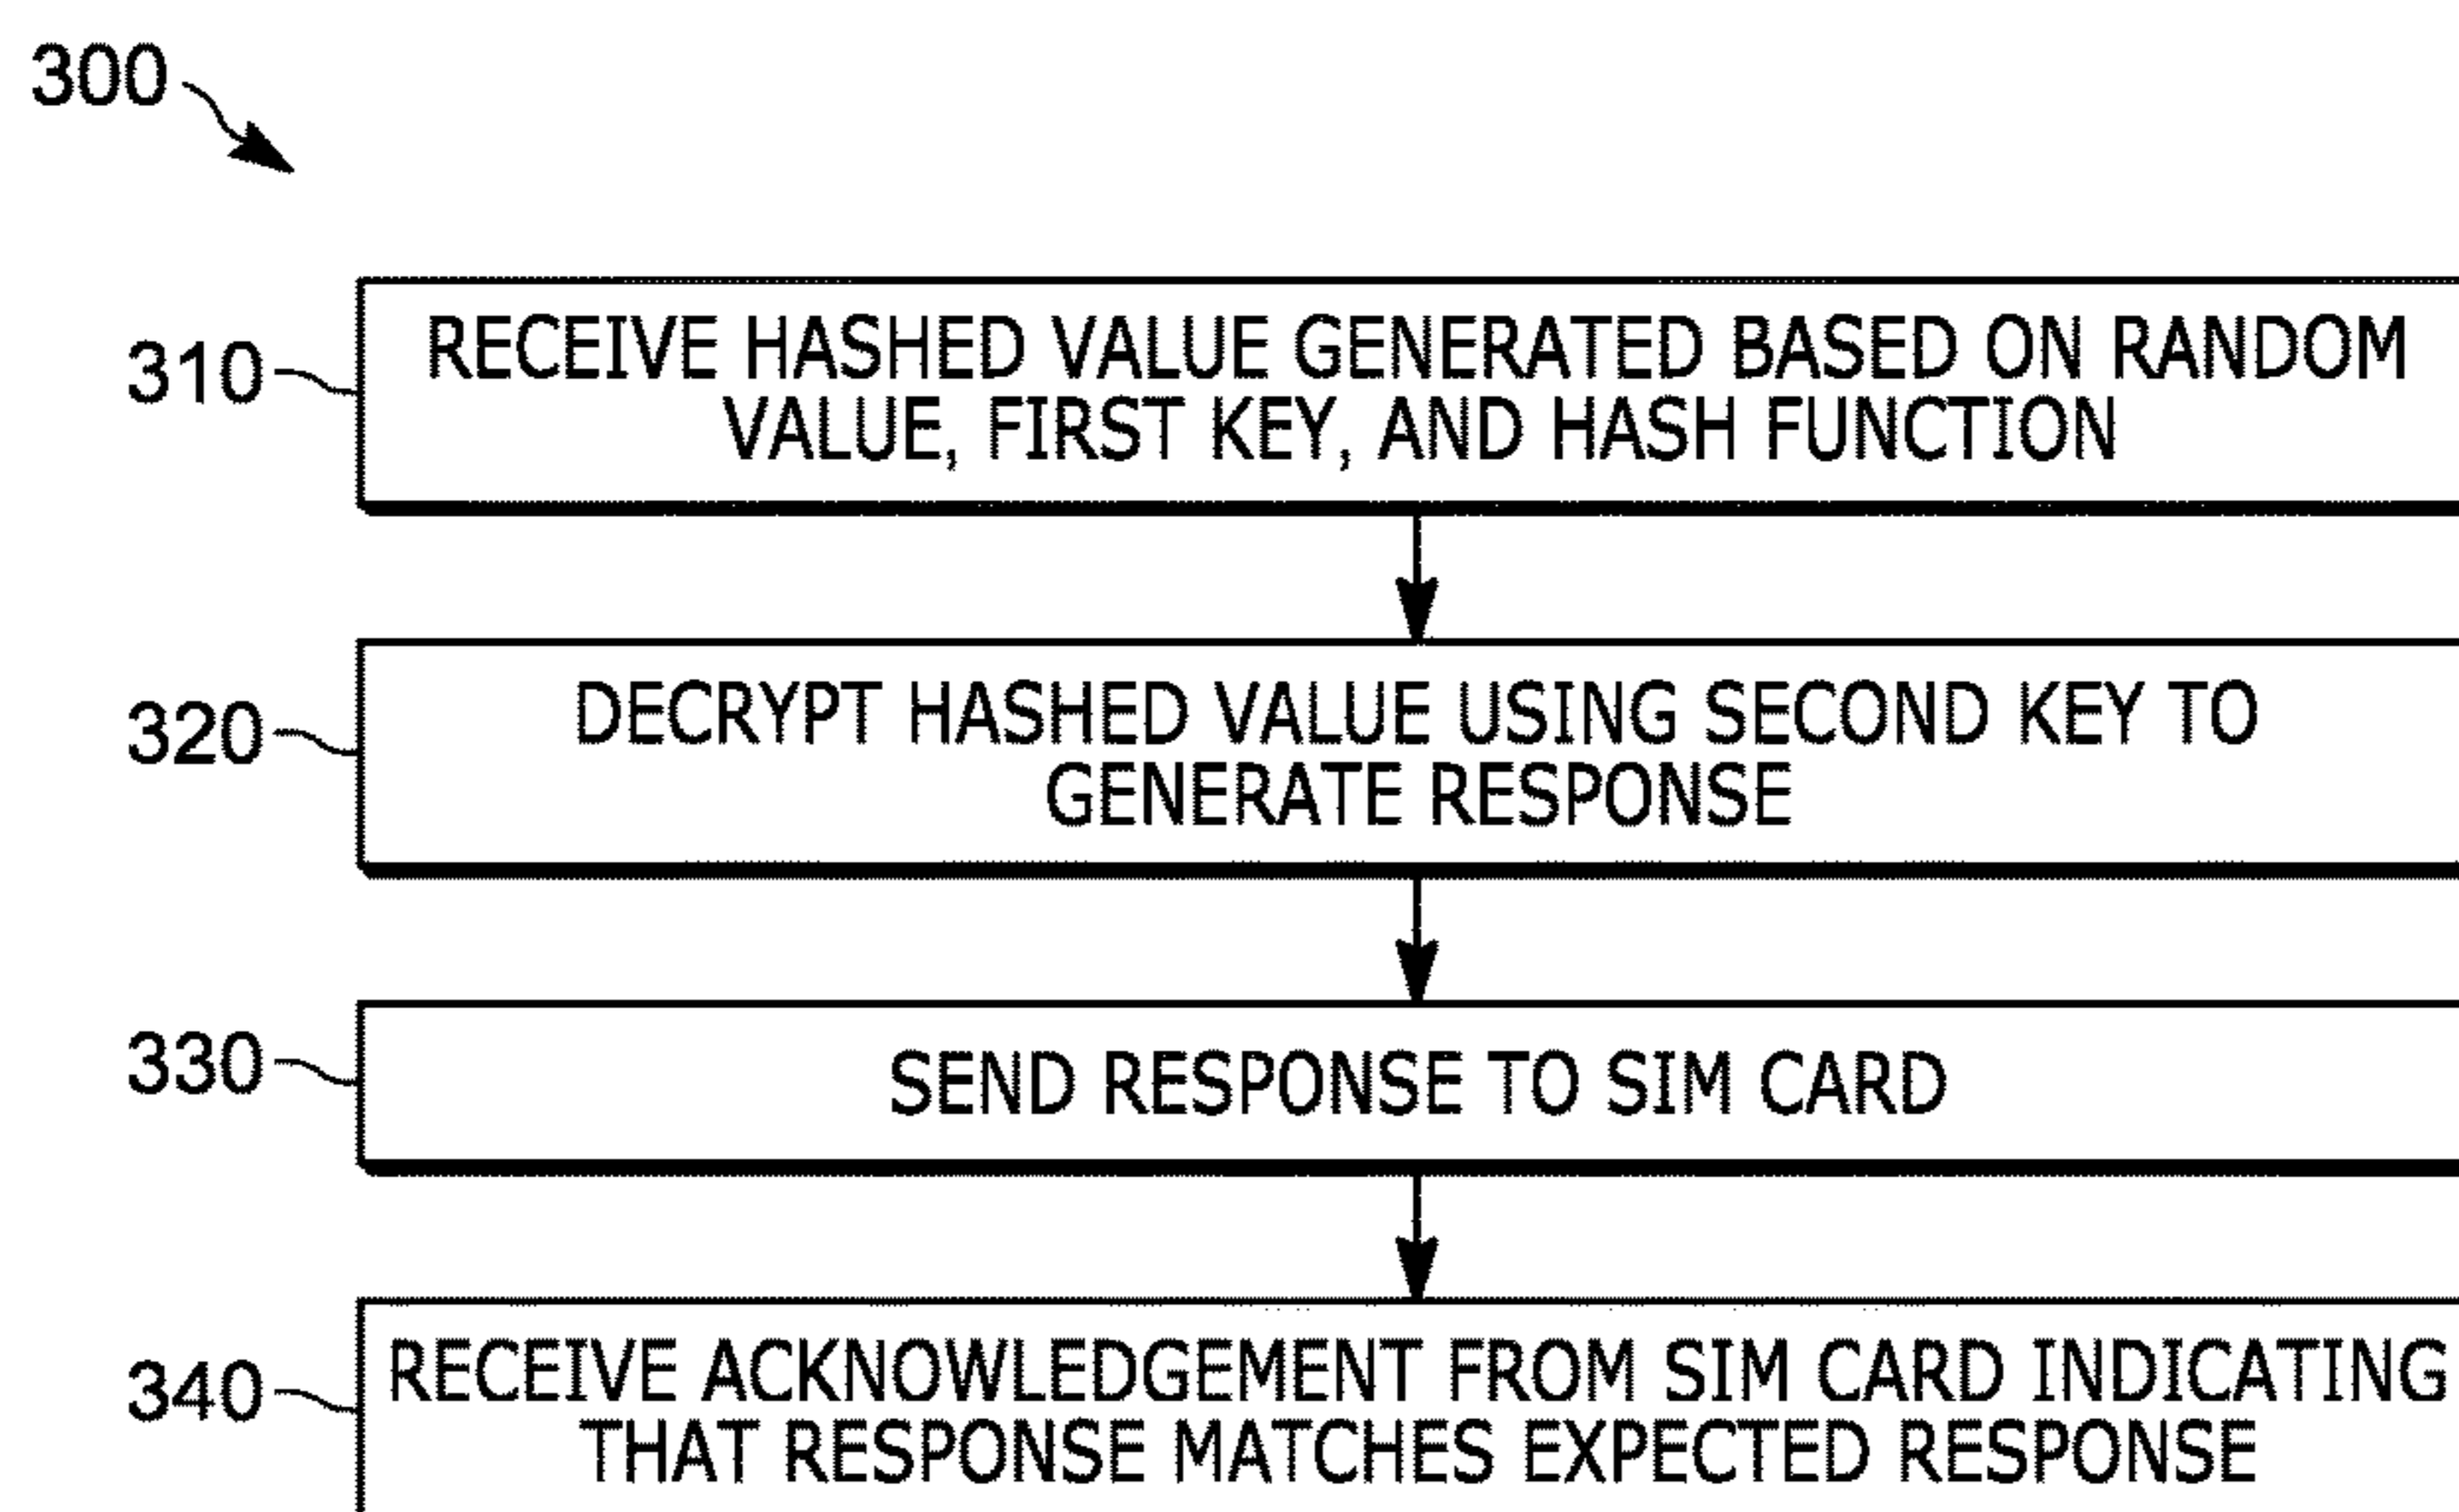 300
310
RECEIVE HASHED VALUE GENERATED BASED ON RANDOM
VALUE, FIRST KEY, AND HASH FUNCTION
320
DECRYPT HASHED VALUE USING SECOND KEY TO
GENERATE RESPONSE
330
SEND RESPONSE TO SIM CARD
340
RECEIVE ACKNOWLEDGEMENT FROM SIM CARD INDICATING
THAT RESPONSE MATCHES EXPECTED RESPONSE